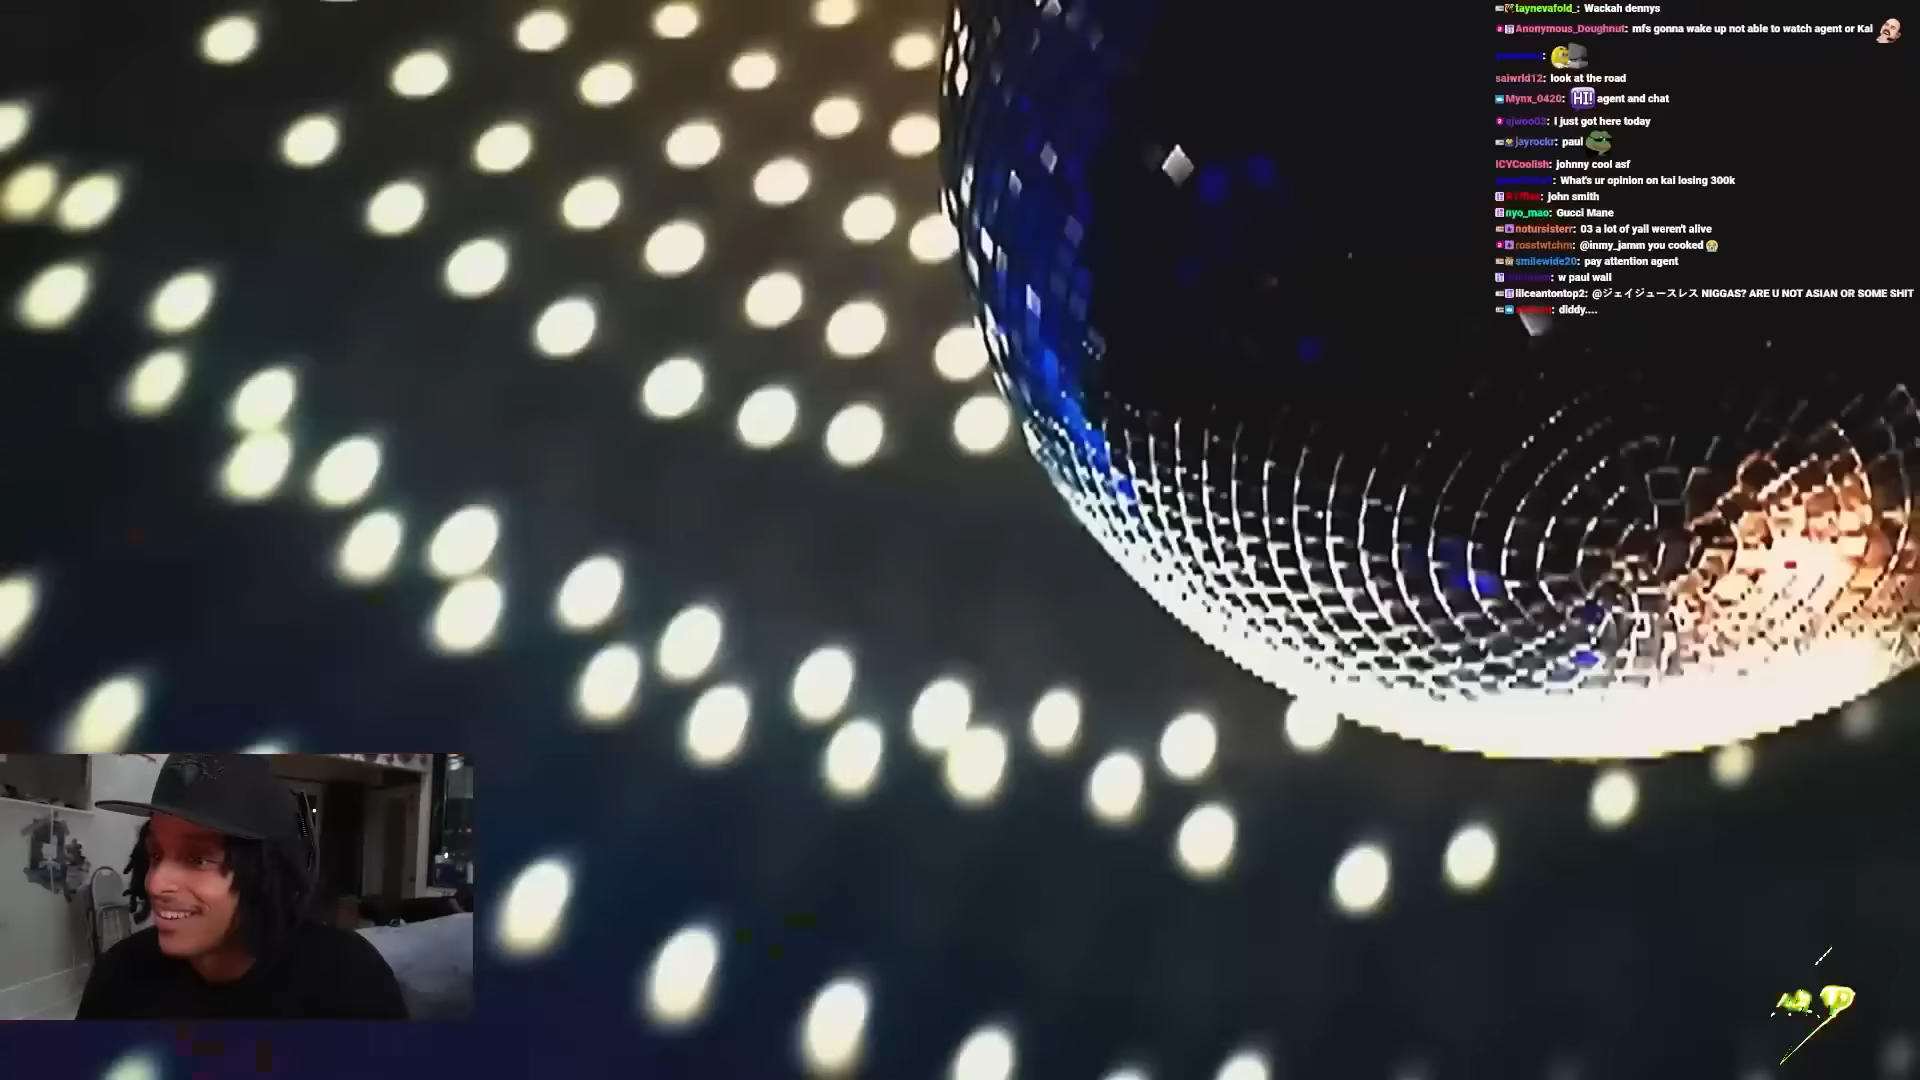 taynevafold_: Wackah dennys
Anonymous_Doughnut: mfs gonna wake up not able to watch agent or Kai
saiwrld12: look at the road
Mynx_0420: HI! agent and chat
ajwoo03: I just got here today
jayrockr: paul
ICYCoolish: johnny cool asf
: What's ur opinion on kai losing 300k
: john smith
nyo_mao: Gucci Mane
notursisterr: 03 a lot of yall weren't alive
rosstwtchm: @inmy_jamm you cooked
smilewide20: pay attention agent
: w paul wall
lilceantontop2: @ジェイジュースレス NIGGAS? ARE U NOT ASIAN OR SOME SHIT
: diddy....